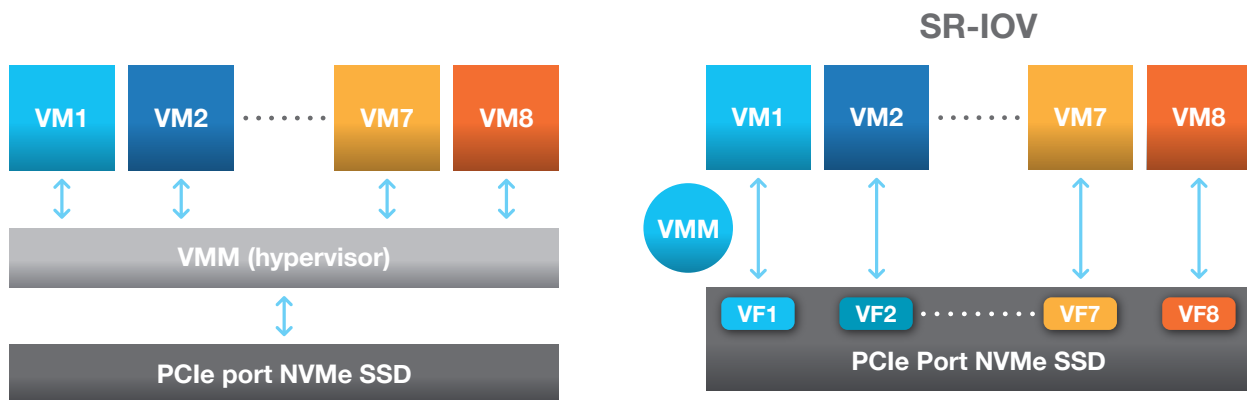 VM1 VM2 VM7 VM8
VMM (hypervisor)
PCIe port NVMe SSD
SR-IOV
VM1 VM2 VM7 VM8
VMM
VF1 VF2 VF7 VF8
PCIe Port NVMe SSD